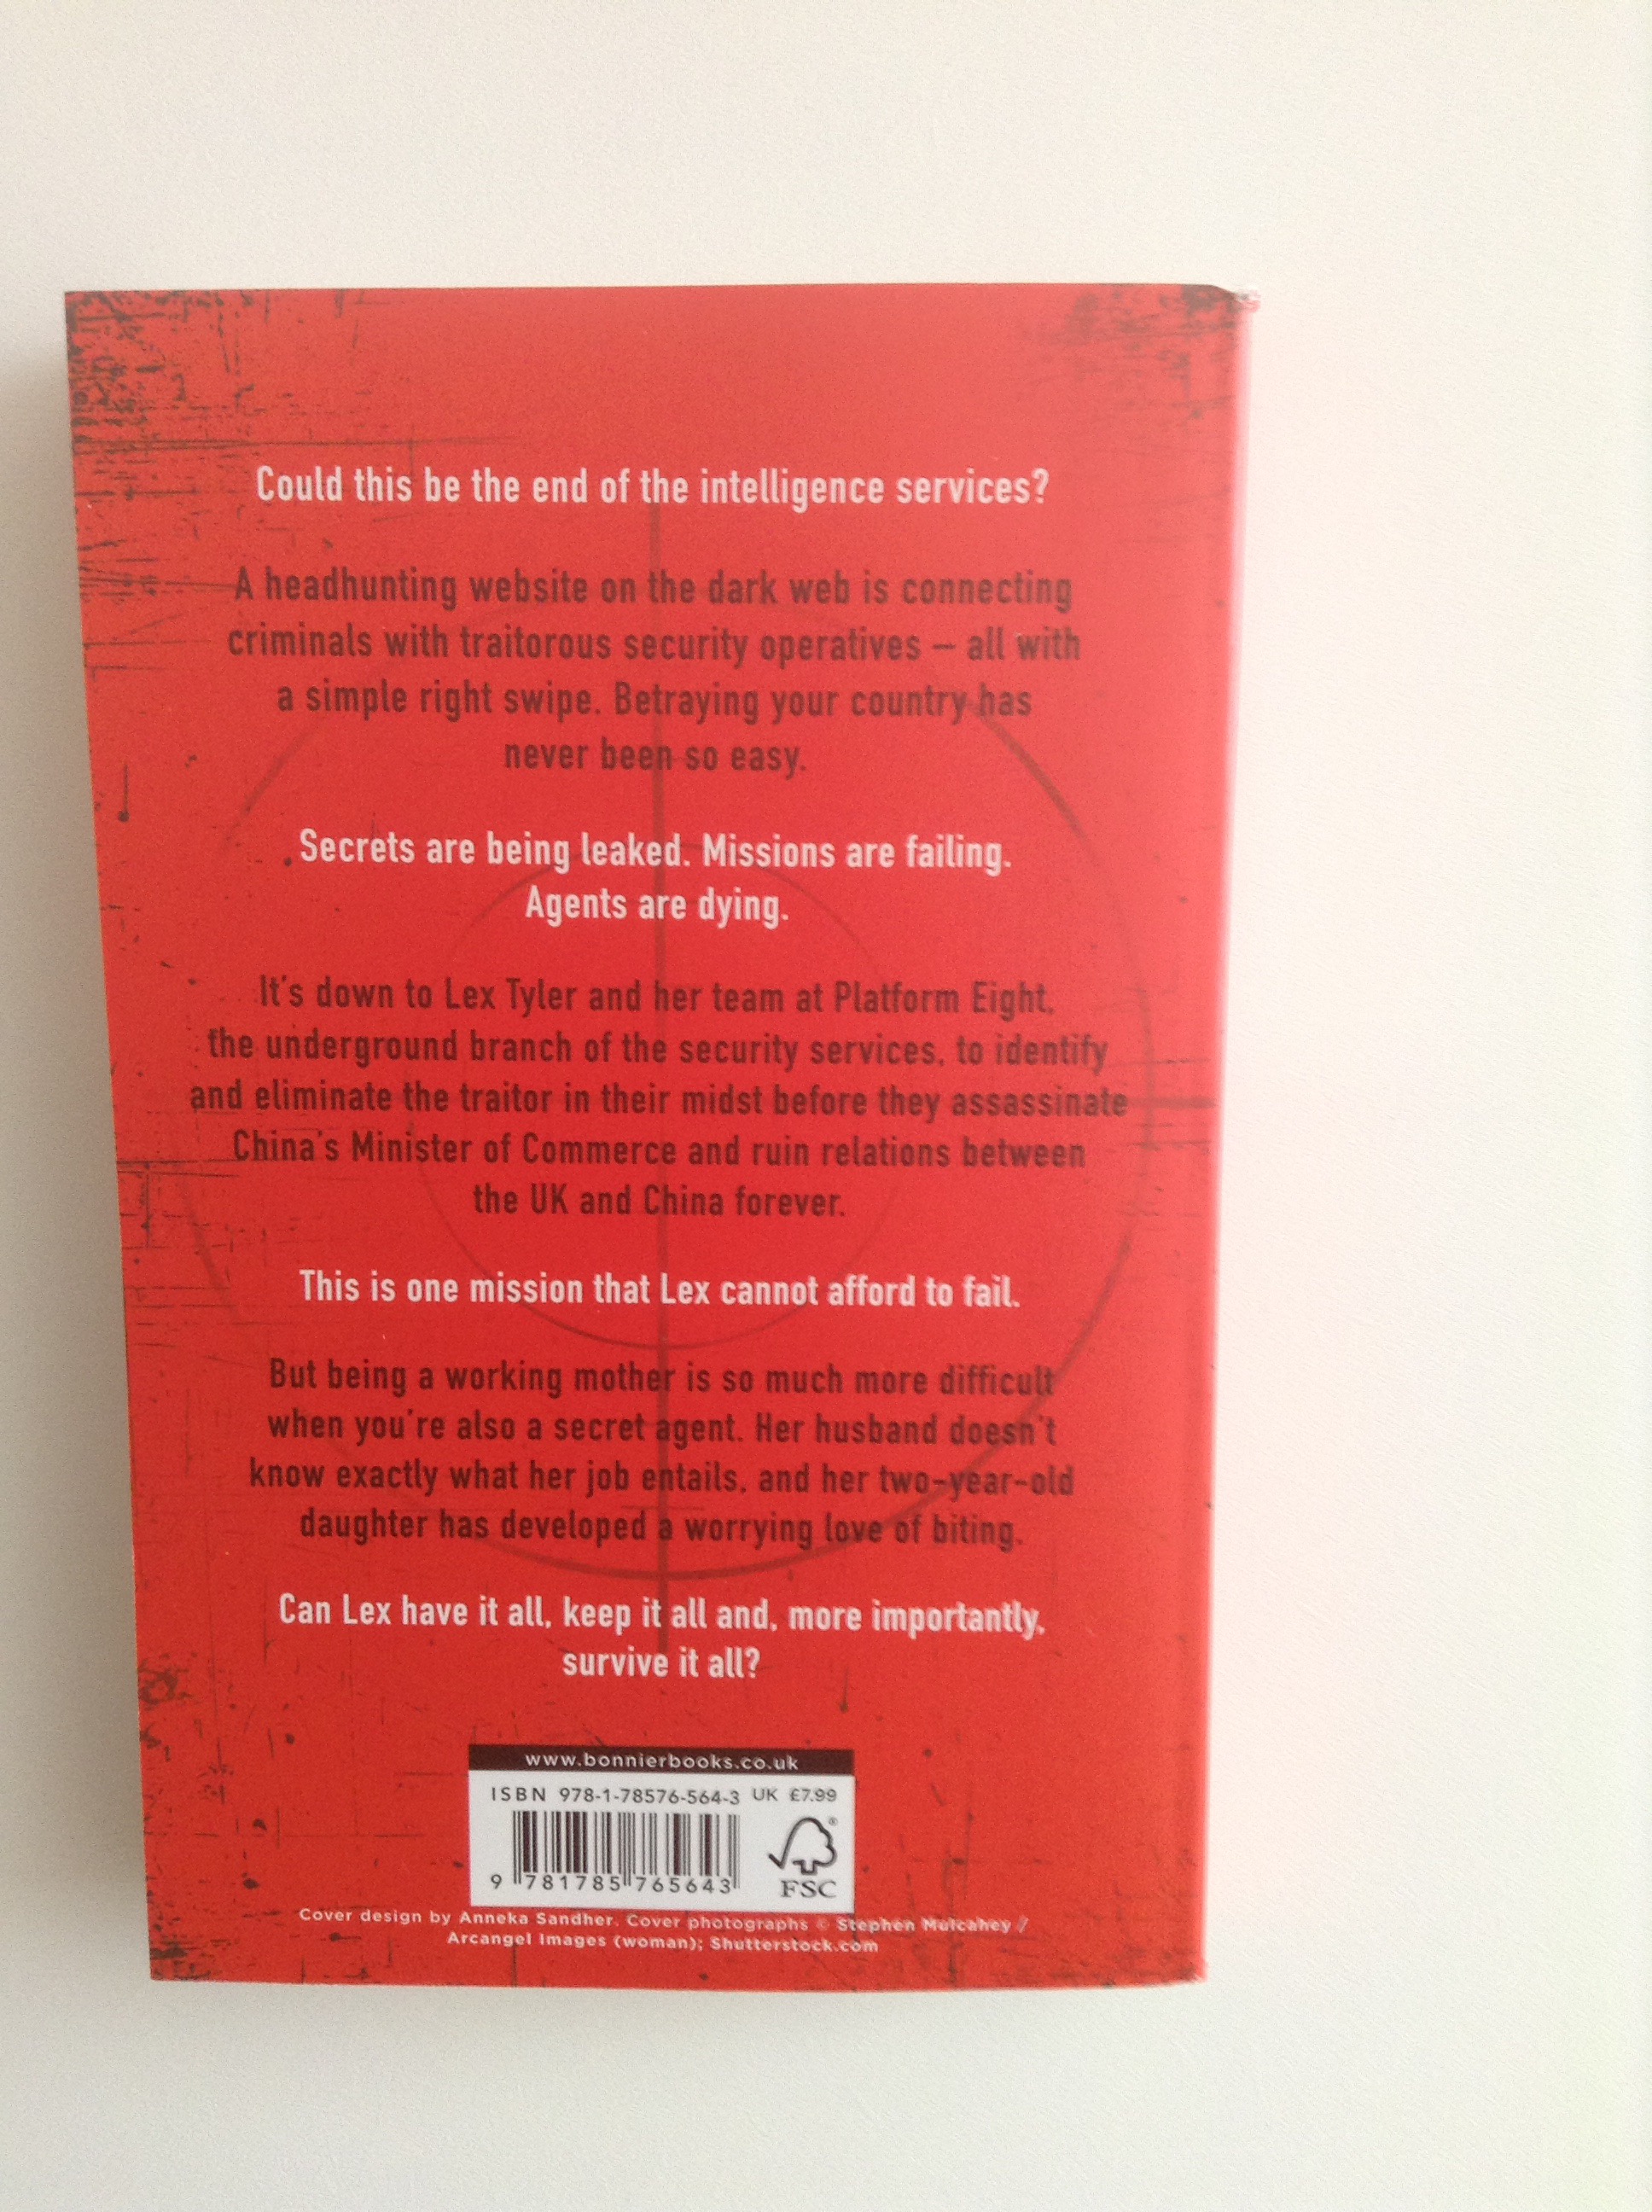 Could this be the end of the intelligence services?
A headhunting website on the dark web is connecting
criminals with traitorous security operatives – all with
a simple right swipe. Betraying your country has
never been so easy.
Secrets are being leaked. Missions are failing.
Agents are dying.
It's down to Lex Tyler and her team at Platform Eight,
the underground branch of the security services, to identify
and eliminate the traitor in their midst before they assassinate
China's Minister of Commerce and ruin relations between
the UK and China forever.
This is one mission that Lex cannot afford to fail.
But being a working mother is so much more difficult
when you're also a secret agent. Her husband doesn't
know exactly what her job entails, and her two-year-old
daughter has developed a worrying love of biting.
Can Lex have it all, keep it all and, more importantly,
survive it all?
www.bonnierbooks.co.uk
ISBN 978-1-78576-564-3 UK £7.99
9 781785 765643
FSC
Cover design by Anneka Sandher. Cover photographs © Stephen Mulcahey /
Arcangel Images (woman); Shutterstock.com